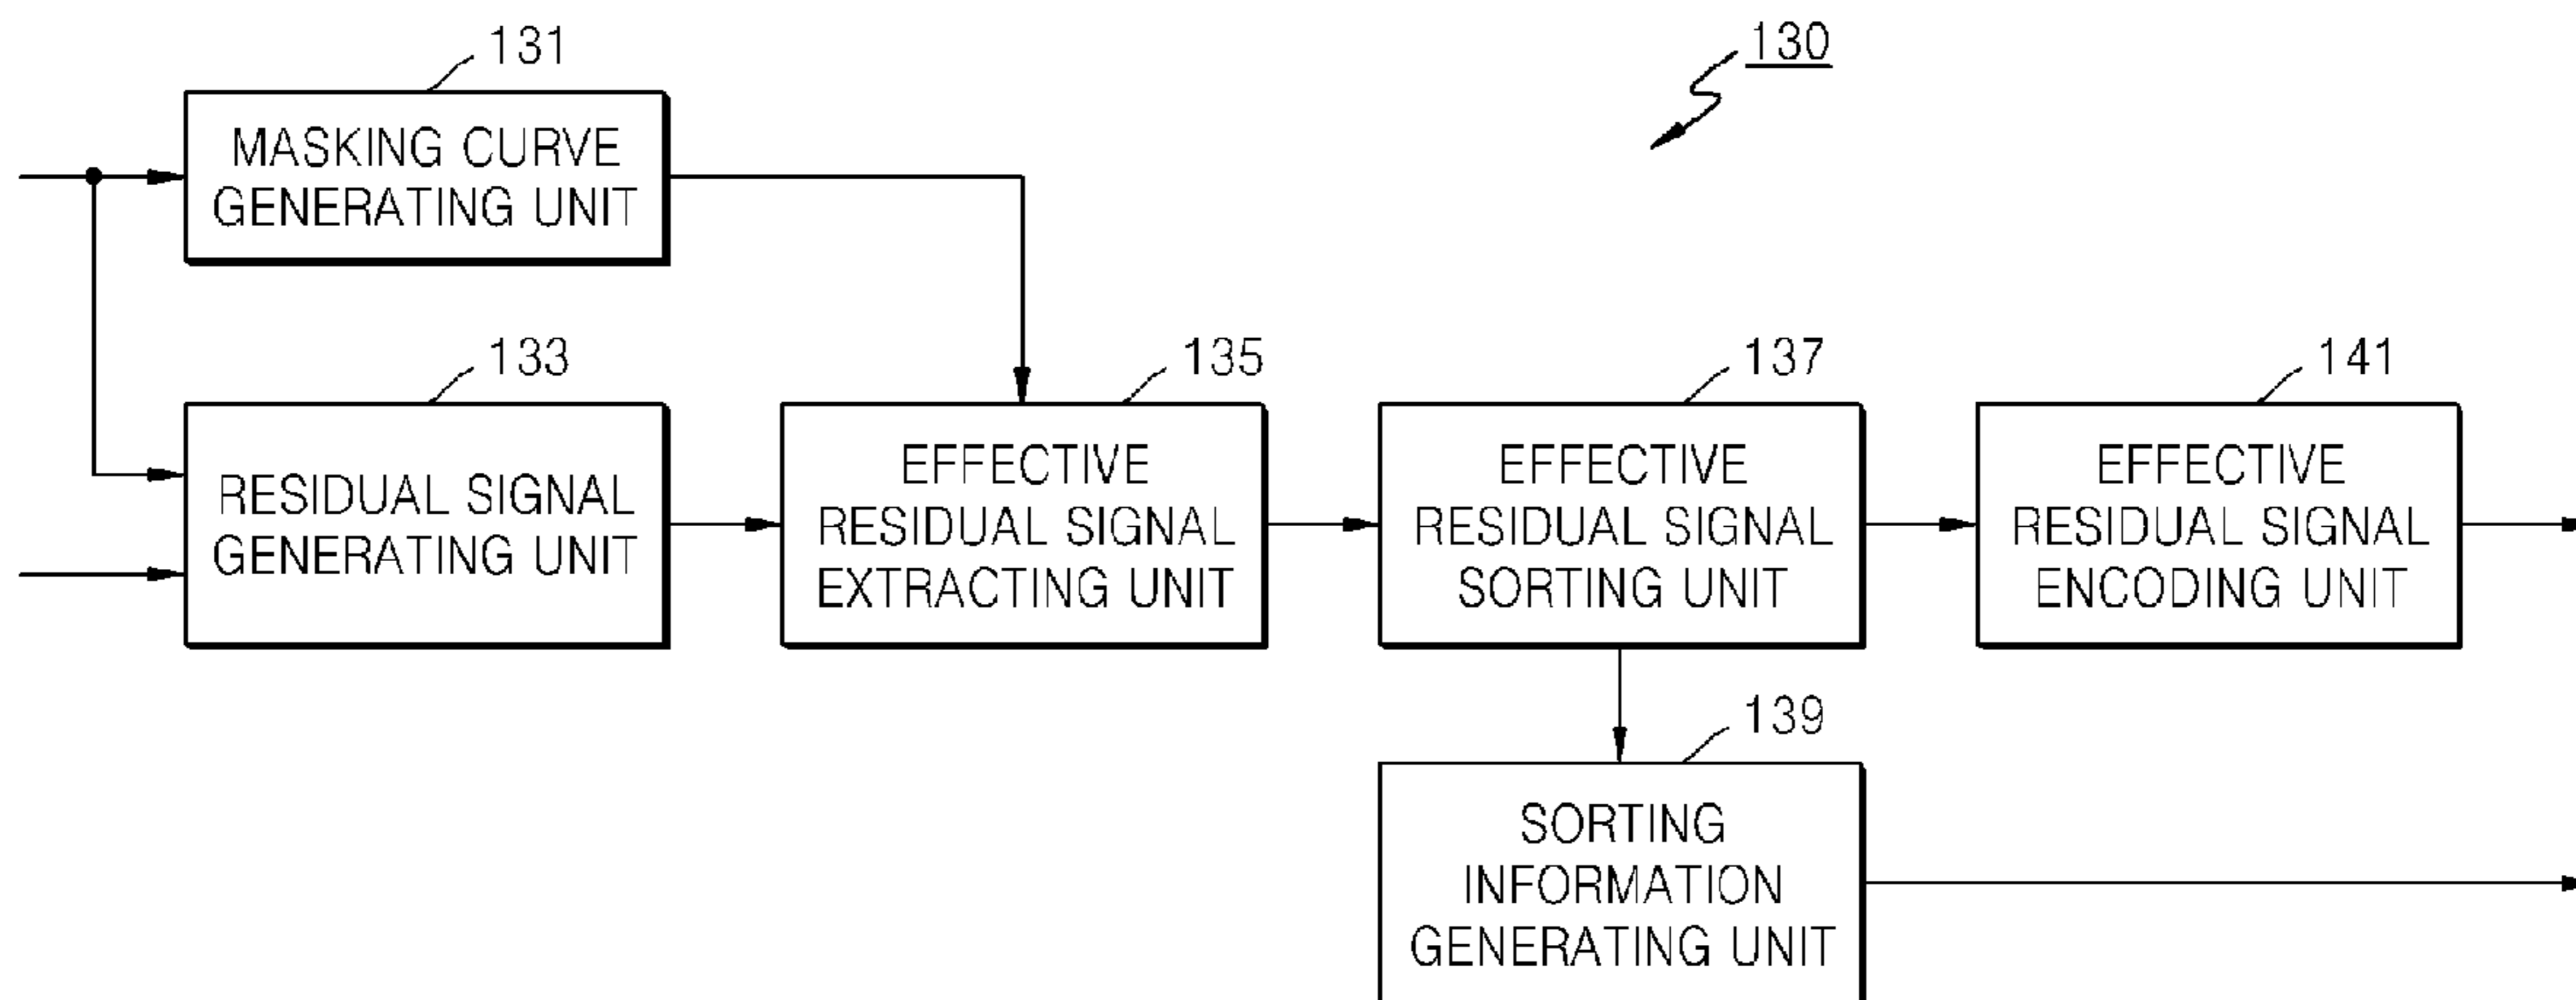 130
131
MASKING CURVE
GENERATING UNIT
133
RESIDUAL SIGNAL
GENERATING UNIT
135
EFFECTIVE
RESIDUAL SIGNAL
EXTRACTING UNIT
137
EFFECTIVE
RESIDUAL SIGNAL
SORTING UNIT
141
EFFECTIVE
RESIDUAL SIGNAL
ENCODING UNIT
139
SORTING
INFORMATION
GENERATING UNIT